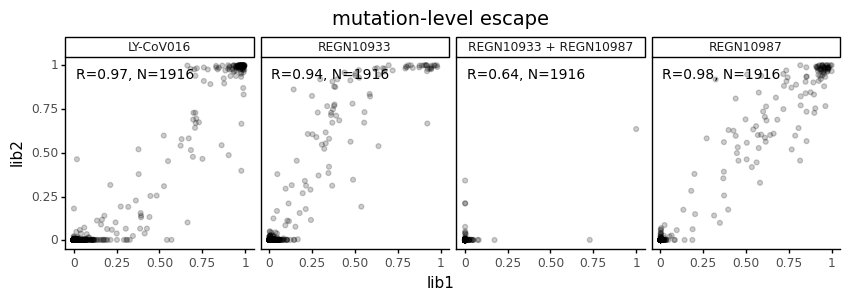 mutation-level escape
LY-CoV016 REGN10933 REGN10933 + REGN10987 REGN10987
R=0.97, N=1916 R=0.94, N=1916 R=0.64, N=1916 R=0.98, N=1916
1
0.75
0.50
0.25
0
lib2
0 0.25 0.50 0.75 1 0 0.25 0.50 0.75 1 0 0.25 0.50 0.75 1 0 0.25 0.50 0.75 1
lib1